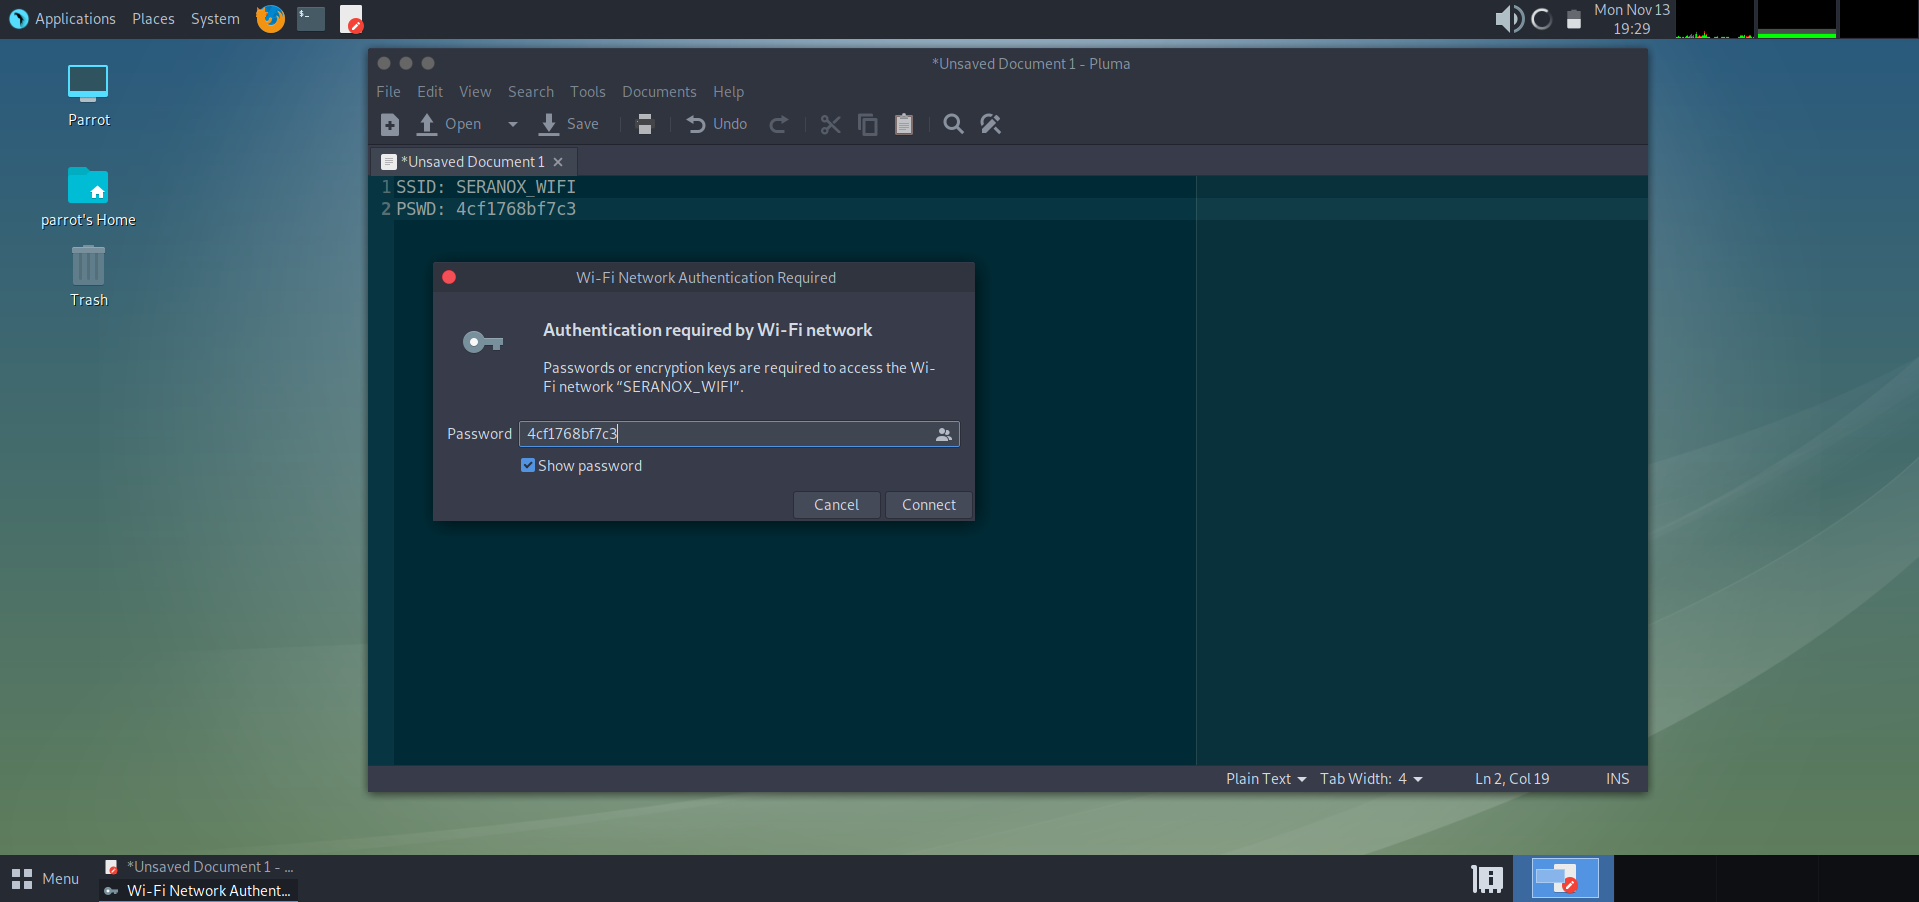 Applications Places System
Mon Nov 13
19:29
Parrot
parrot's Home
Trash
*Unsaved Document 1 - Pluma
File Edit View Search Tools Documents Help
Open Save Undo
*Unsaved Document 1
1 SSID: SERANOX_WIFI
2 PSWD: 4cf1768bf7c3
Wi-Fi Network Authentication Required
Authentication required by Wi-Fi network
Passwords or encryption keys are required to access the Wi-
Fi network “SERANOX_WIFI”.
Password 4cf1768bf7c3
Show password
Cancel Connect
Plain Text Tab Width: 4 Ln 2, Col 19 INS
Menu
*Unsaved Document 1 - ...
Wi-Fi Network Authent...